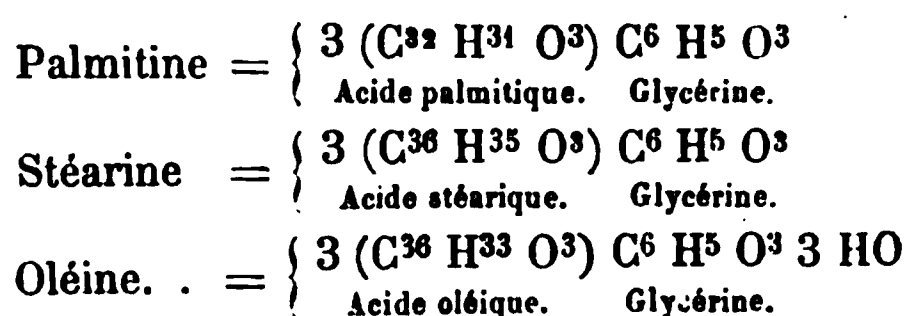 Palmitine = { 3 (C³² H³¹ O³) C⁶ H⁵ O³
Acide palmitique. Glycérine.
Stéarine = { 3 (C³⁶ H³⁵ O³) C⁶ H⁵ O³
Acide stéarique. Glycérine.
Oléine. . = { 3 (C³⁶ H³³ O³) C⁶ H⁵ O³ 3 HO
Acide oléique. Glycérine.